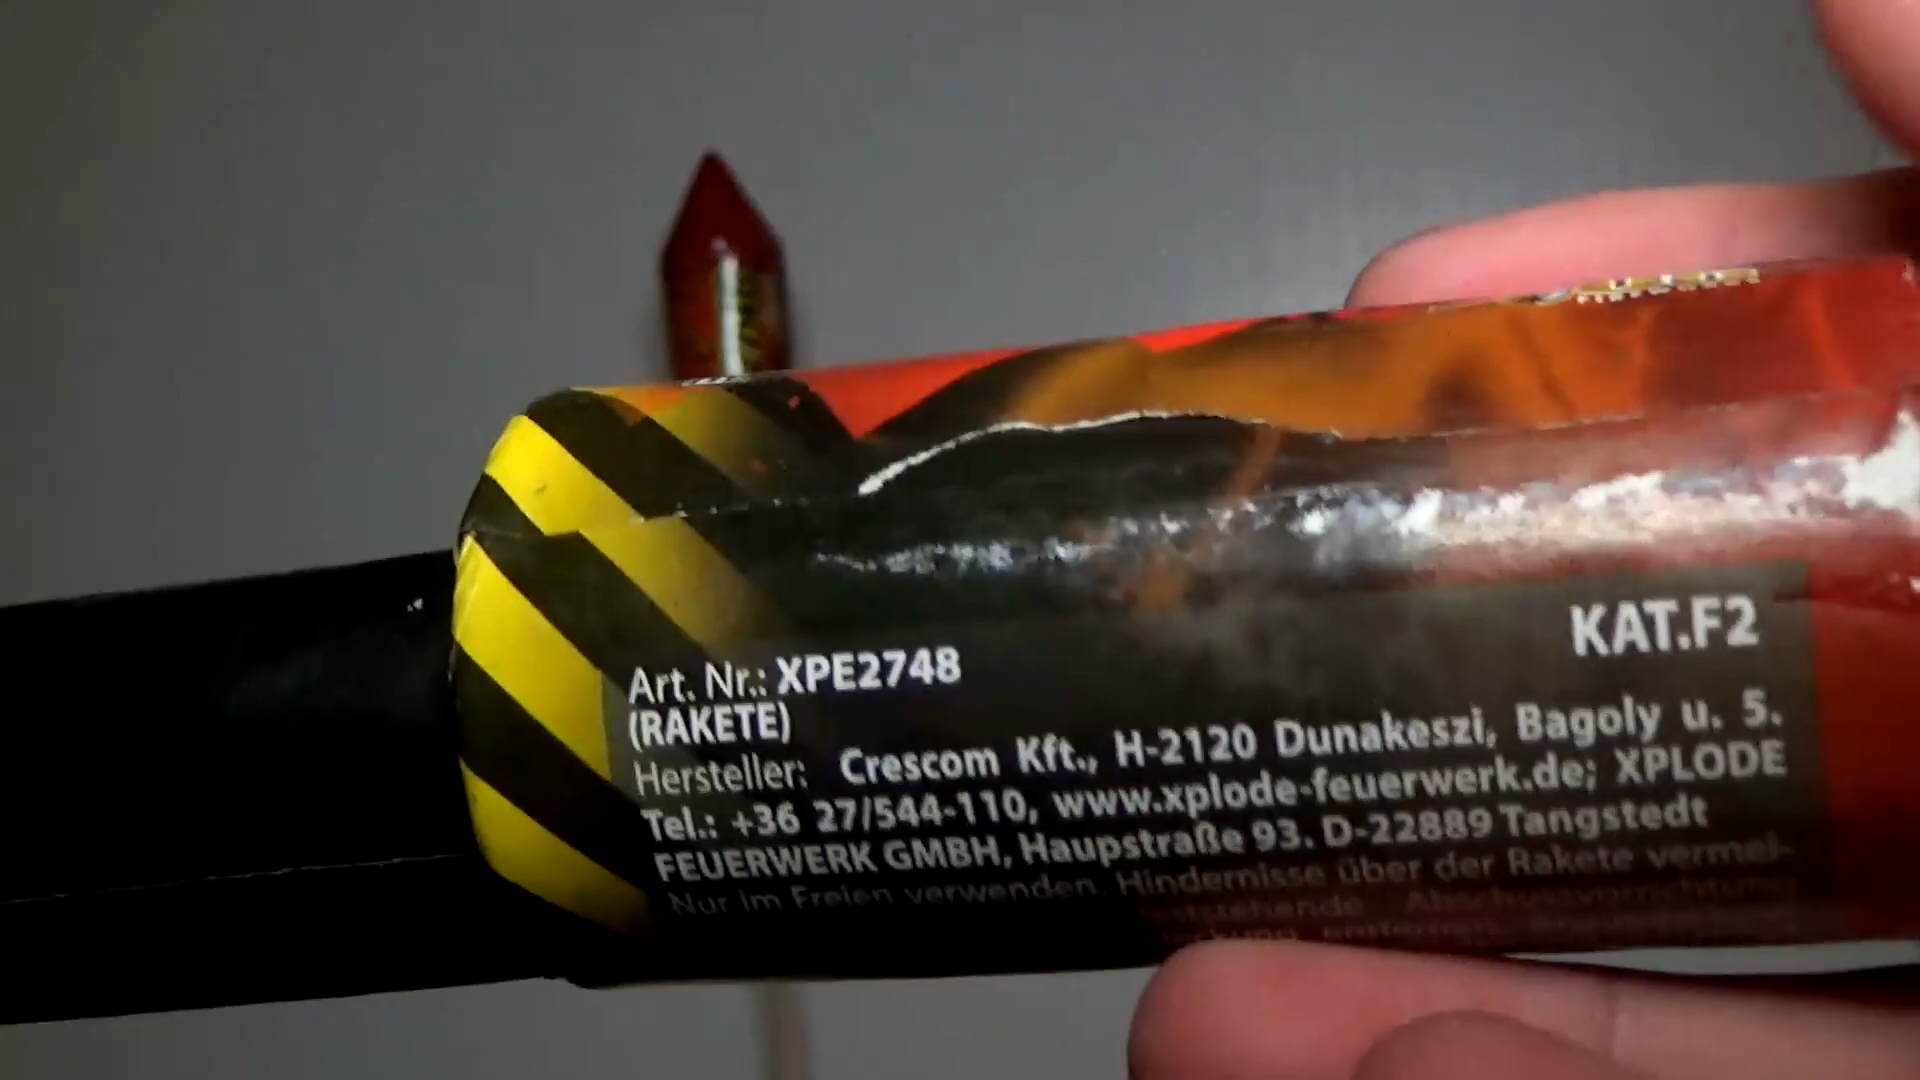 KAT.F2
Art. Nr.: XPE2748
(RAKETE)
Hersteller: Crescom Kft., H-2120 Dunakeszi, Bagoly u. 5.
Tel.: +36 27/544-110, www.xplode-feuerwerk.de; XPLODE
FEUERWERK GMBH, Haupstraße 93. D-22889 Tangstedt
Nur im Freien verwenden. Hindernisse über der Rakete vermei-
Abschussvorrichtung